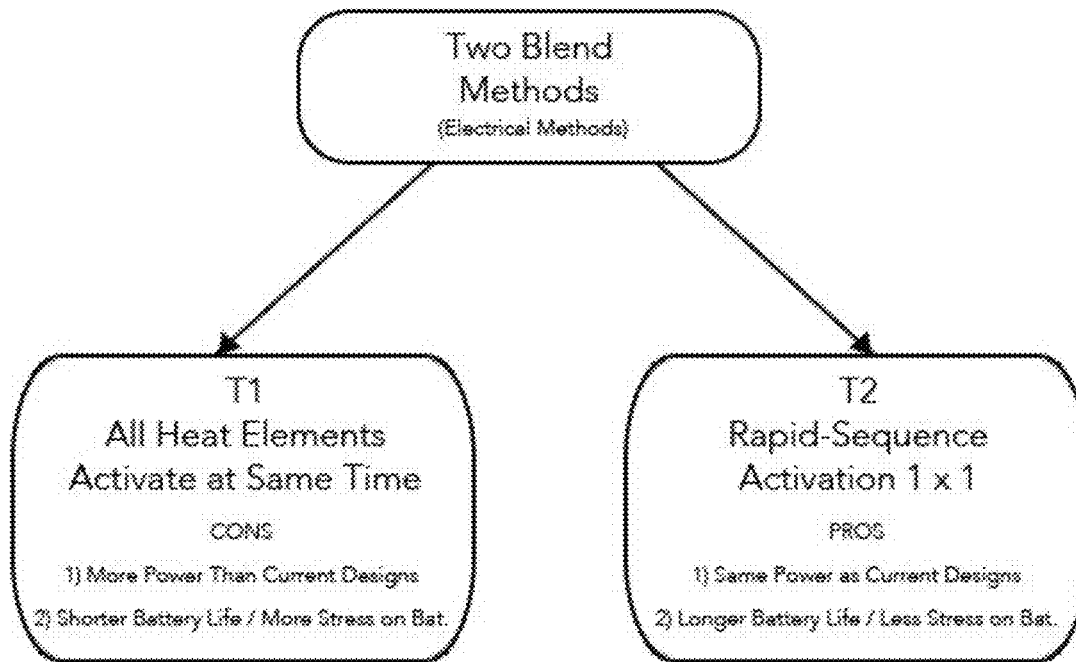 Two Blend
Methods
(Electrical Methods)
T1
All Heat Elements
Activate at Same Time
CONS
1) More Power Than Current Designs
2) Shorter Battery Life / More Stress on Bat.
T2
Rapid-Sequence
Activation 1 x 1
PROS
1) Same Power as Current Designs
2) Longer Battery Life / Less Stress on Bat.